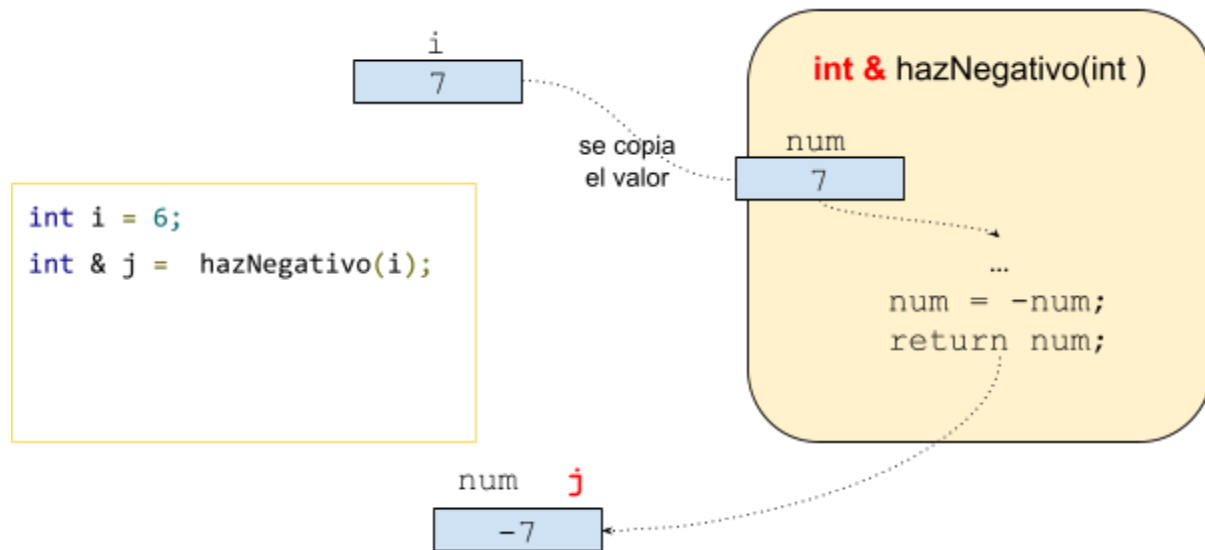 i
7
int & hazNegativo(int )
se copia
el valor
num
7
int i = 6;
int & j =  hazNegativo(i);
...
num = -num;
return num;
num j
-7